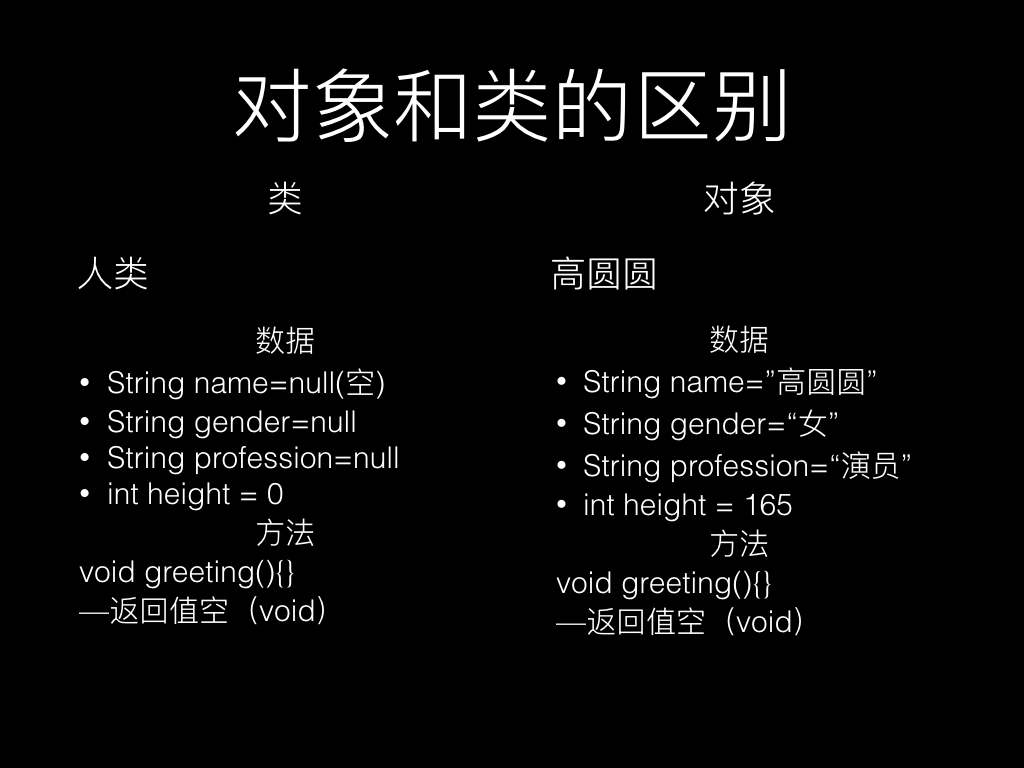 对象和类的区别
类
人类
数据
• String name=null(空)
• String gender=null
• String profession=null
• int height = 0
方法
void greeting(){}
—返回值空（void）
对象
高圆圆
数据
• String name=”高圆圆”
• String gender=“女”
• String profession=“演员”
• int height = 165
方法
void greeting(){}
—返回值空（void）